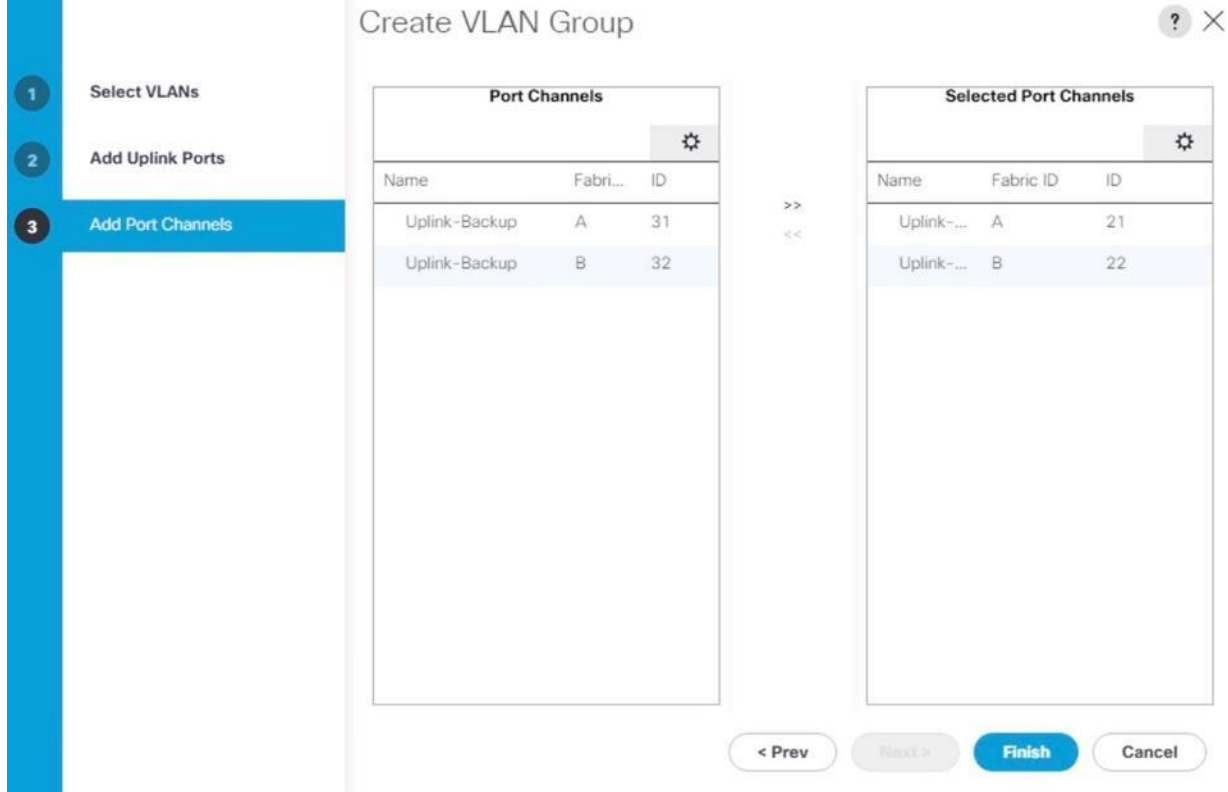 Create VLAN Group
?
1 Select VLANs
2 Add Uplink Ports
3 Add Port Channels
Port Channels
Name Fabri... ID
Uplink-Backup A 31
Uplink-Backup B 32
>>
<<
Selected Port Channels
Name Fabric ID ID
Uplink-... A 21
Uplink-... B 22
< Prev Next > Finish Cancel